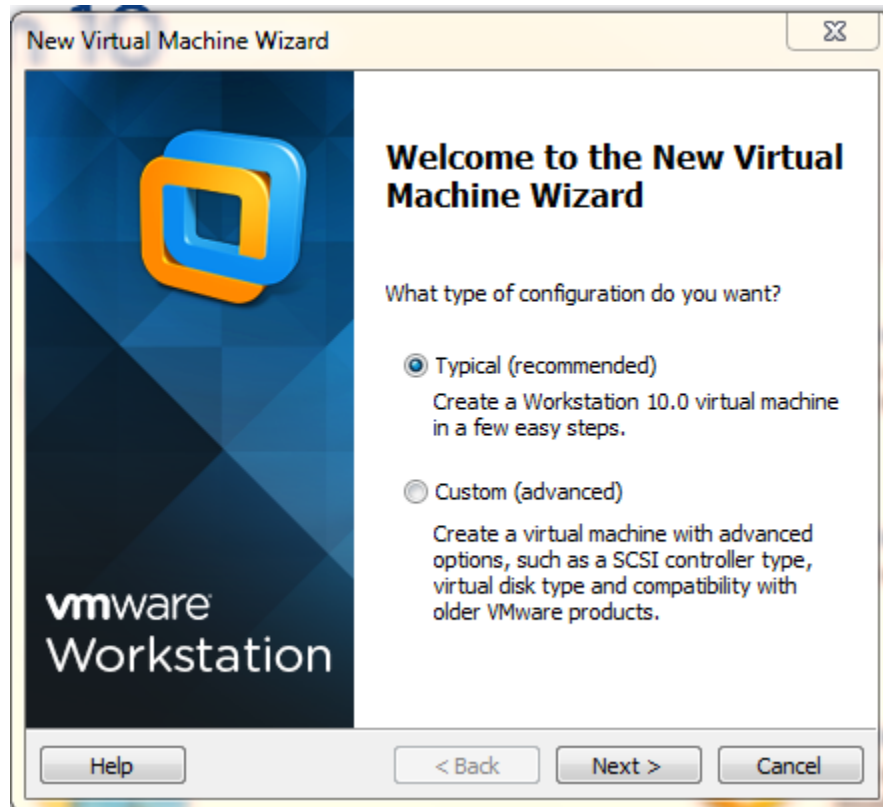 New Virtual Machine Wizard
Welcome to the New Virtual
Machine Wizard
What type of configuration do you want?
Typical (recommended)
Create a Workstation 10.0 virtual machine
in a few easy steps.
Custom (advanced)
Create a virtual machine with advanced
options, such as a SCSI controller type,
virtual disk type and compatibility with
older VMware products.
vmware
Workstation
Help
< Back
Next >
Cancel